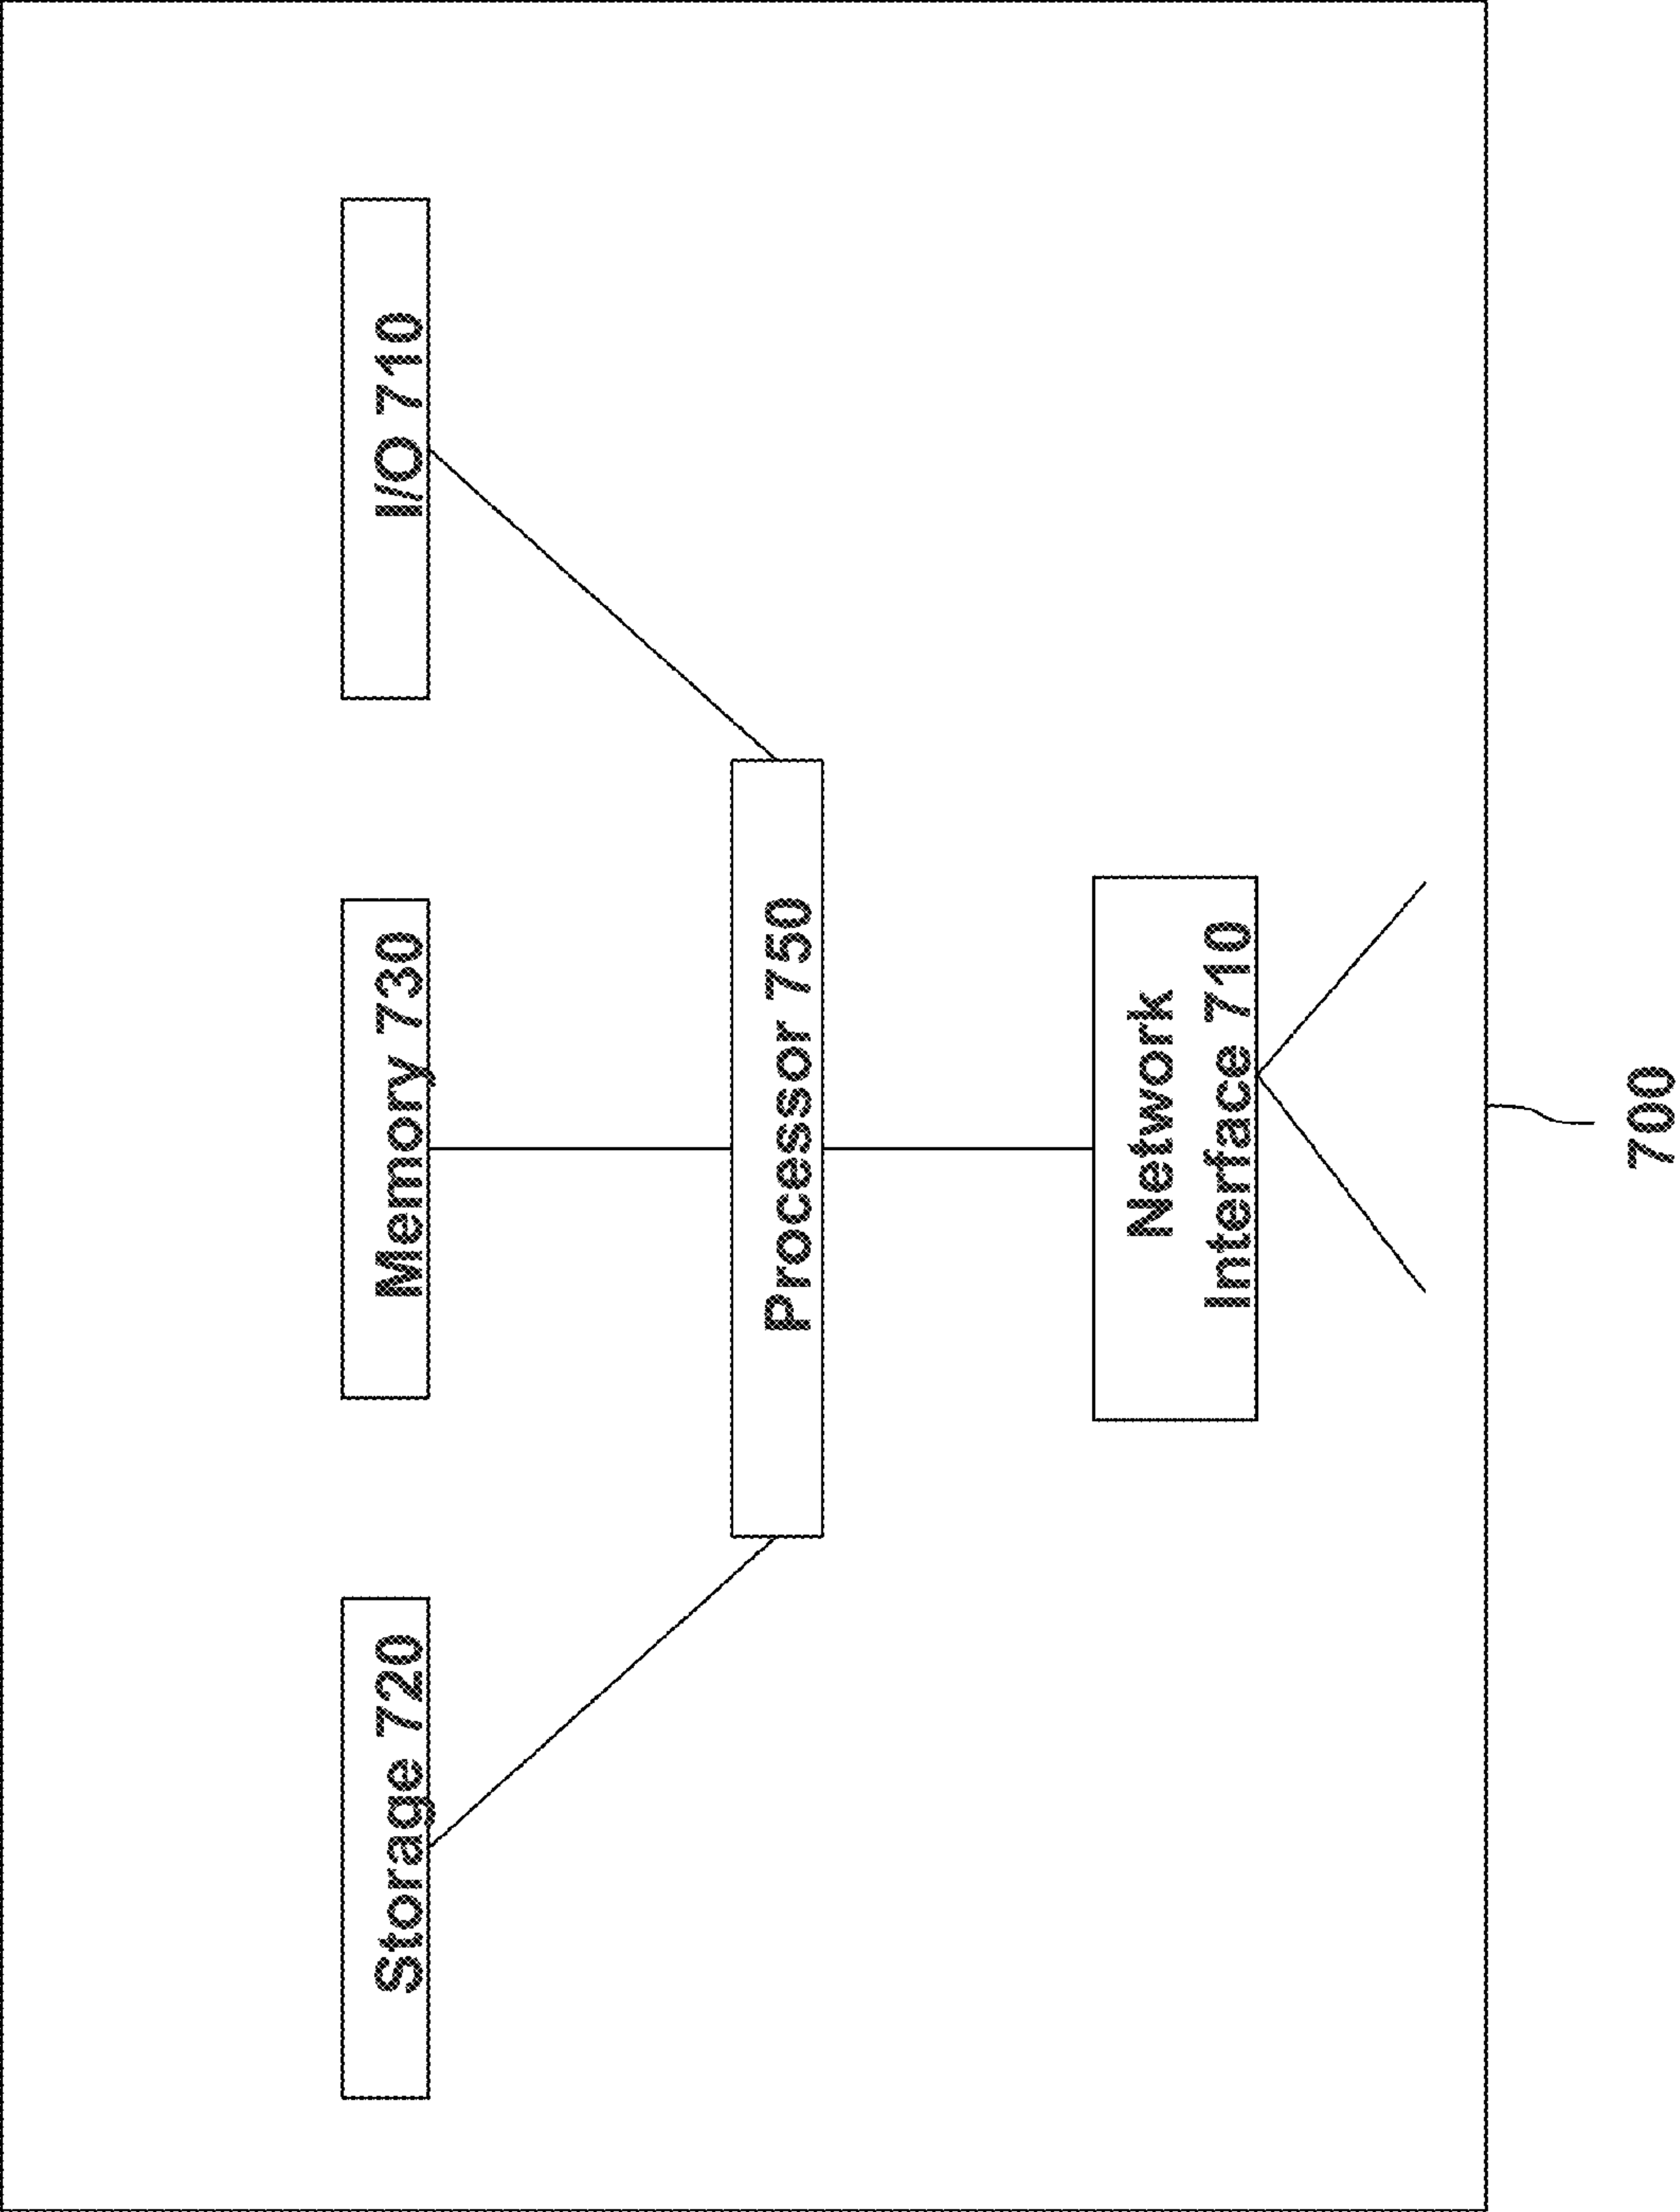 Storage 720
Memory 730
I/O 710
Processor 750
Network
Interface 710
700